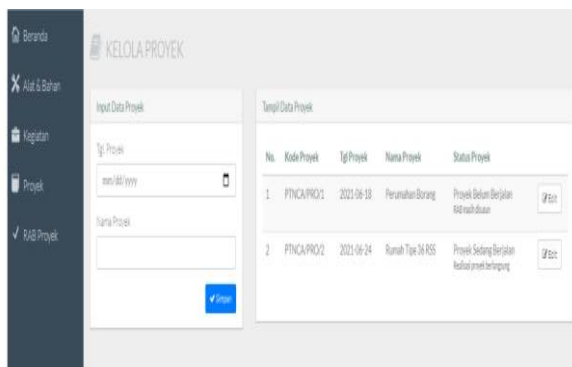 Beranda
Alat & Bahan
Kegiatan
Proyek
RAB Proyek
KELOLA PROYEK
Input Data Proyek
Tgl. Proyek
mm/dd/yyyy
Nama Proyek
Simpan
Tampil Data Proyek
No. Kode Proyek Tgl Proyek Nama Proyek Status Proyek
1 PTNCA/PRO/1 2021-06-18 Perumahan Borang Proyek Belum Berjalan Edit
RAB masih disusun
2 PTNCA/PRO/2 2021-06-24 Rumah Tipe 36 RSS Proyek Sedang Berjalan Edit
Realisasi proyek berlangsung